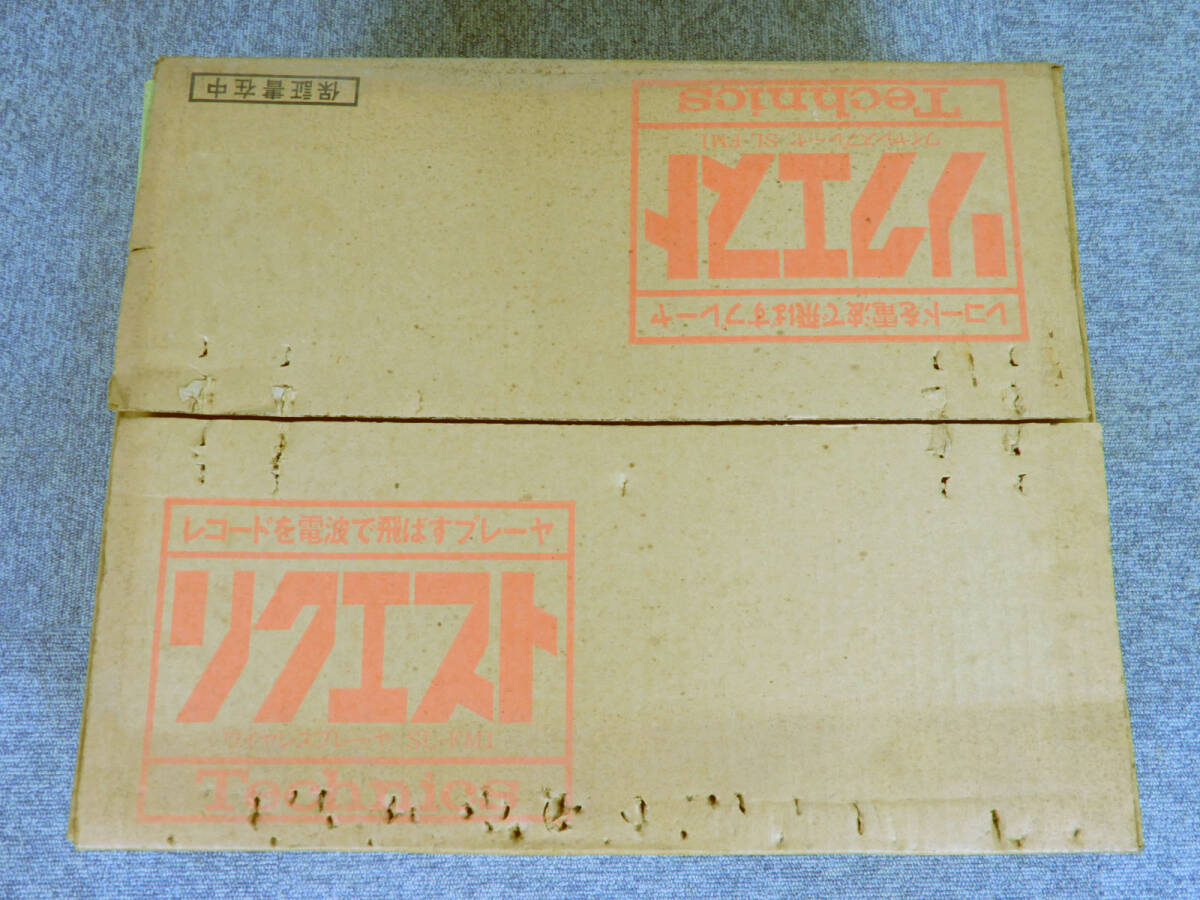 保証書在中
レコードを電波で飛ばすプレーヤ
リクエスト
ワイヤレスプレーヤ SL-FM1
Technics
レコードを電波で飛ばすプレーヤ
リクエスト
ワイヤレスプレーヤ SL-FM1
Technics